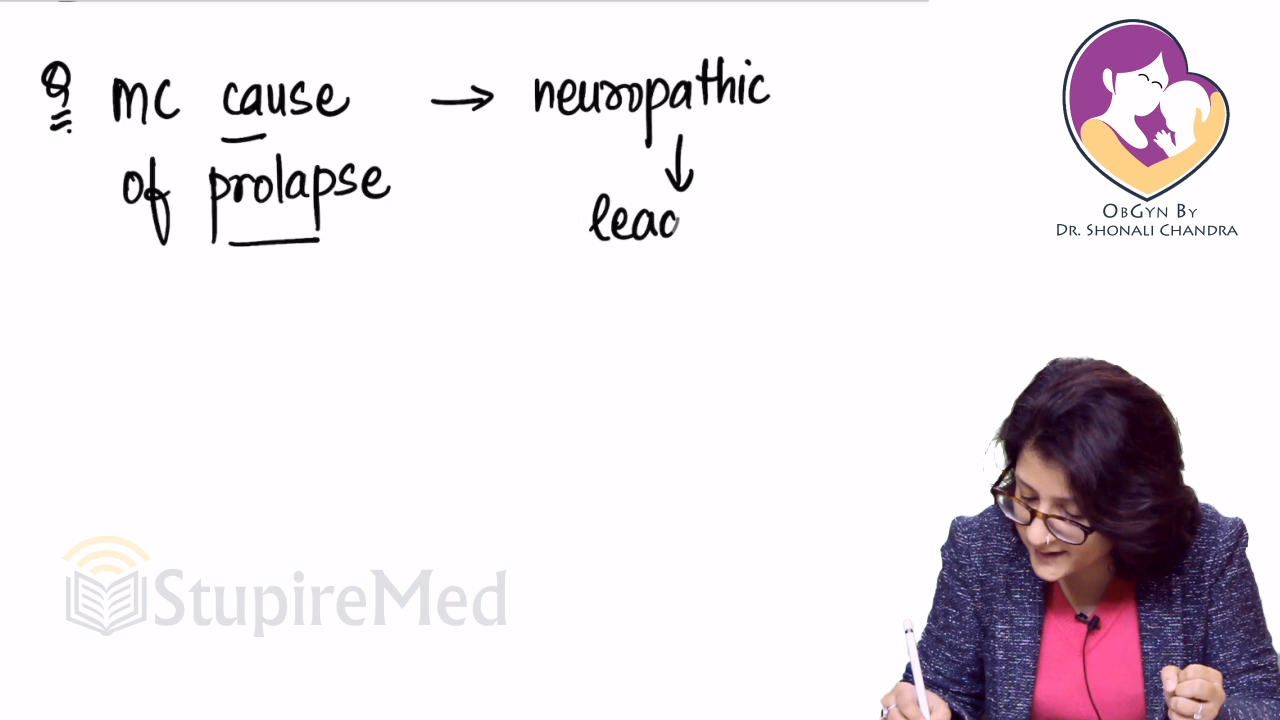 Q MC cause → neuropathic
of prolapse ↓
leac
OBGYN BY
DR. SHONALI CHANDRA
StupireMed